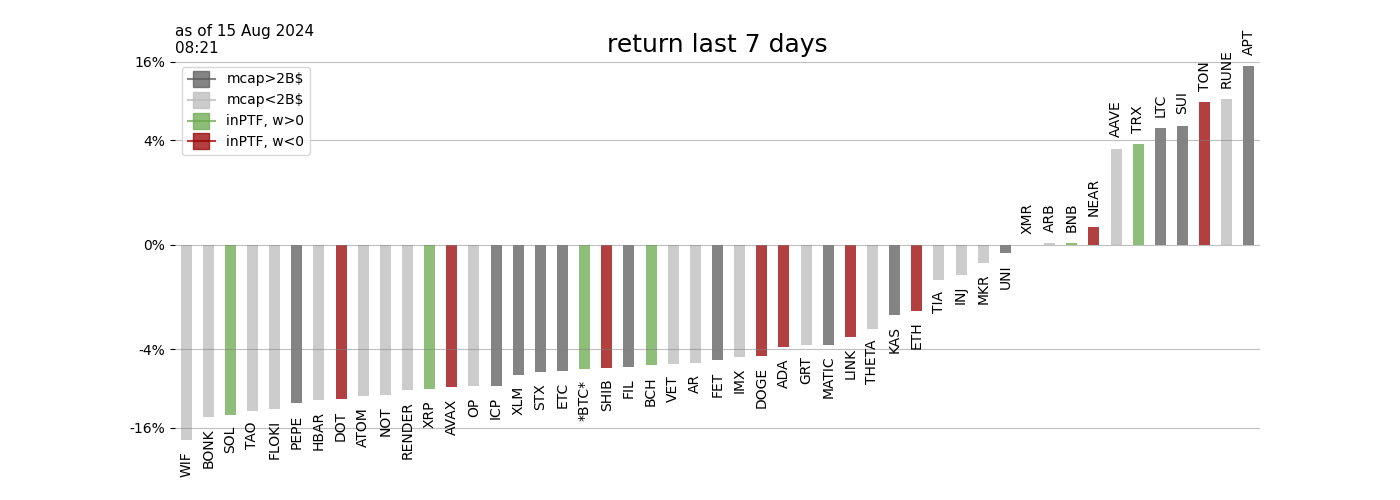 as of 15 Aug 2024
08:21
return last 7 days
16%
4%
0%
-4%
-16%
mcap>2B$
mcap<2B$
inPTF, w>0
inPTF, w<0
WIF
BONK
SOL
TAO
FLOKI
PEPE
HBAR
DOT
ATOM
NOT
RENDER
XRP
AVAX
OP
ICP
XLM
STX
ETC
*BTC*
SHIB
FIL
BCH
VET
AR
FET
IMX
DOGE
ADA
GRT
MATIC
LINK
THETA
KAS
ETH
TIA
INJ
MKR
UNI
XMR
ARB
BNB
NEAR
AAVE
TRX
LTC
SUI
TON
RUNE
APT